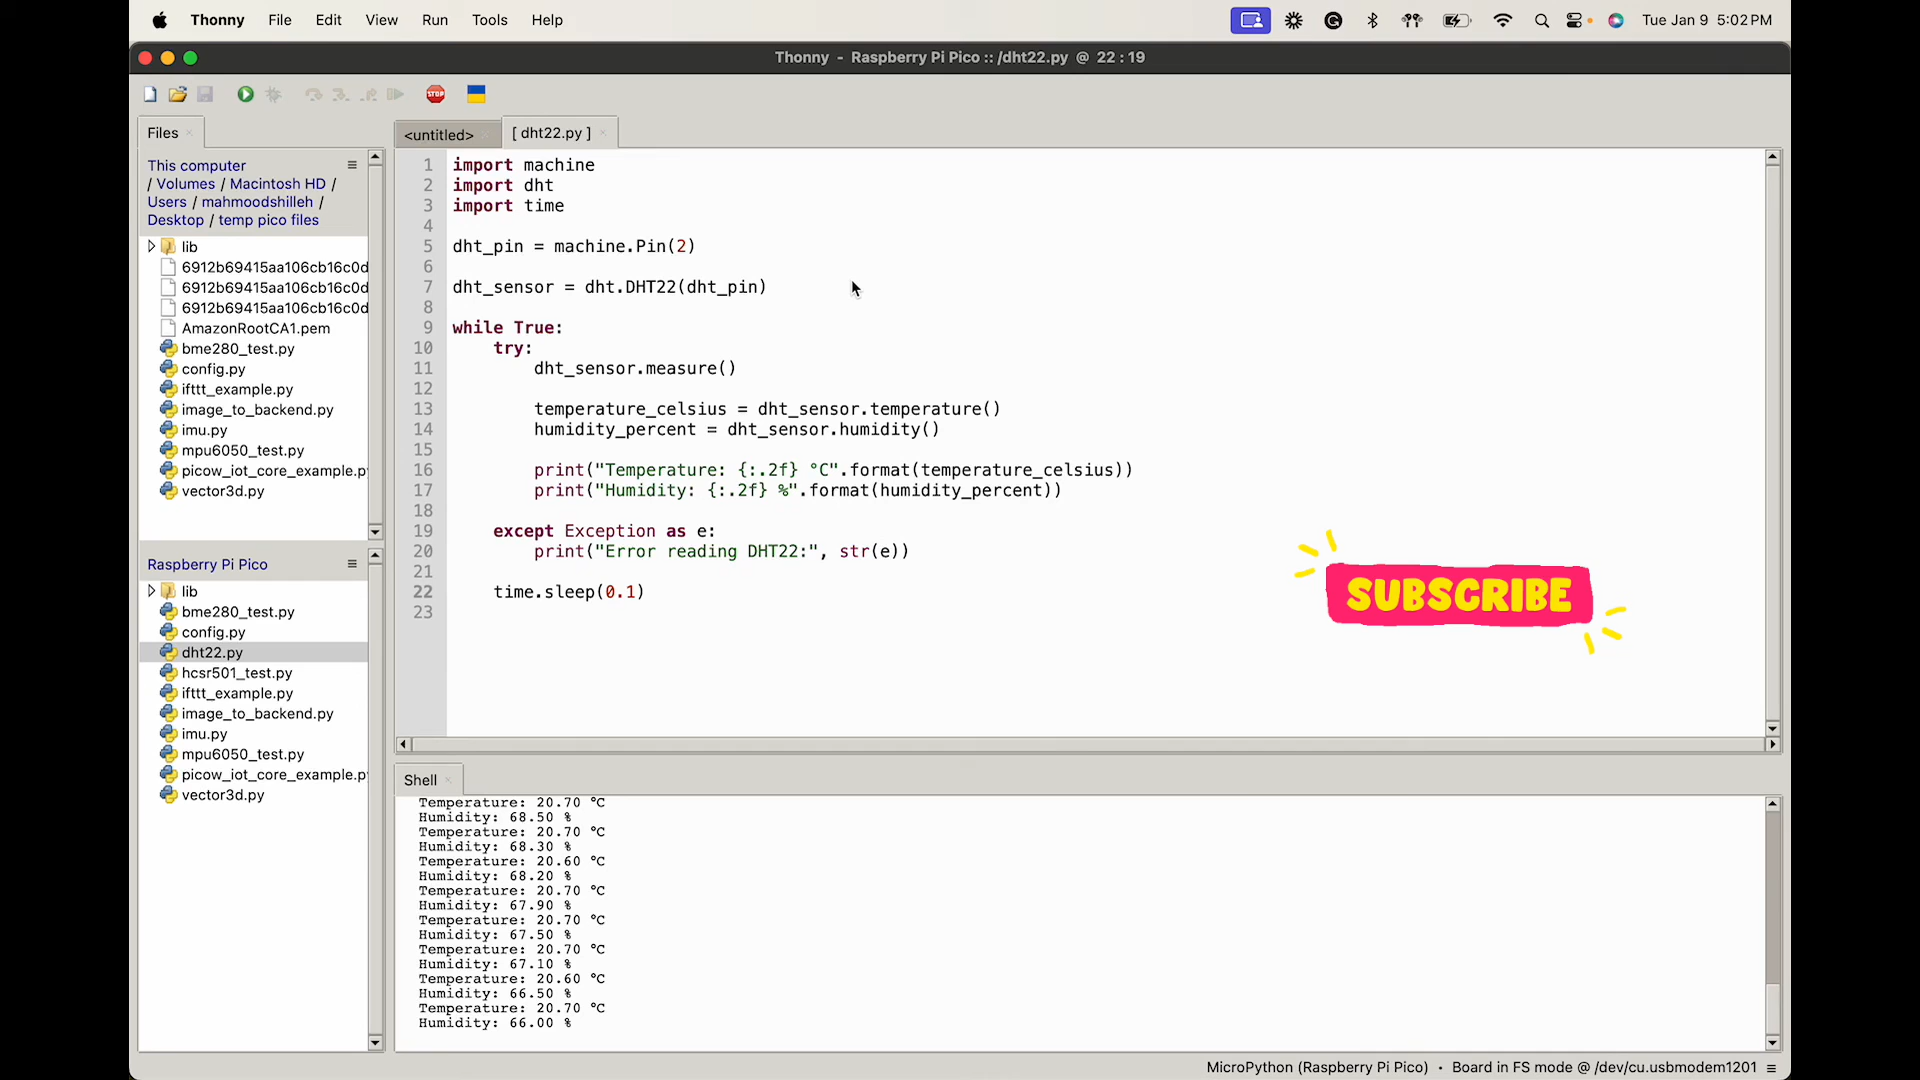 Thonny File Edit View Run Tools Help Tue Jan 9 5:02 PM
Thonny - Raspberry Pi Pico :: /dht22.py @ 22 : 19
STOP
Files
This computer
/ Volumes / Macintosh HD /
Users / mahmoodshilleh /
Desktop / temp pico files
lib
6912b69415aa106cb16c0d
6912b69415aa106cb16c0d
6912b69415aa106cb16c0d
AmazonRootCA1.pem
bme280_test.py
config.py
ifttt_example.py
image_to_backend.py
imu.py
mpu6050_test.py
picow_iot_core_example.p
vector3d.py
Raspberry Pi Pico
lib
bme280_test.py
config.py
dht22.py
hcsr501_test.py
ifttt_example.py
image_to_backend.py
imu.py
mpu6050_test.py
picow_iot_core_example.p
vector3d.py
<untitled> [ dht22.py ]
1 import machine
2 import dht
3 import time
4
5 dht_pin = machine.Pin(2)
6
7 dht_sensor = dht.DHT22(dht_pin)
8
9 while True:
10 try:
11 dht_sensor.measure()
12
13 temperature_celsius = dht_sensor.temperature()
14 humidity_percent = dht_sensor.humidity()
15
16 print("Temperature: {:.2f} °C".format(temperature_celsius))
17 print("Humidity: {:.2f} %".format(humidity_percent))
18
19 except Exception as e:
20 print("Error reading DHT22:", str(e))
21
22 time.sleep(0.1)
23
SUBSCRIBE
Shell
Temperature: 20.70 °C
Humidity: 68.50 %
Temperature: 20.70 °C
Humidity: 68.30 %
Temperature: 20.60 °C
Humidity: 68.20 %
Temperature: 20.70 °C
Humidity: 67.90 %
Temperature: 20.70 °C
Humidity: 67.50 %
Temperature: 20.70 °C
Humidity: 67.10 %
Temperature: 20.60 °C
Humidity: 66.50 %
Temperature: 20.70 °C
Humidity: 66.00 %
MicroPython (Raspberry Pi Pico) • Board in FS mode @ /dev/cu.usbmodem1201 ≡